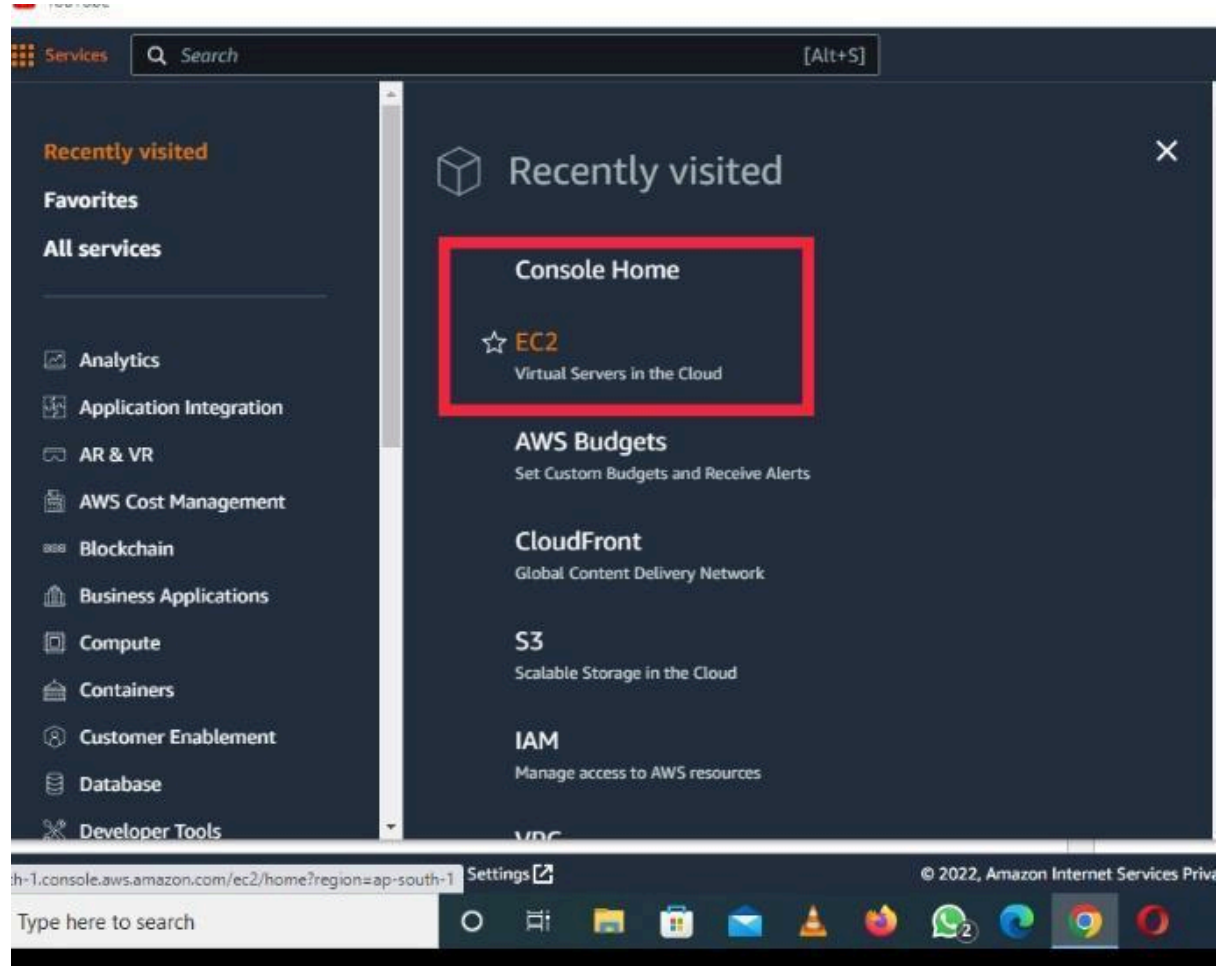 Services
Search
[Alt+S]
Recently visited
Favorites
All services
Analytics
Application Integration
AR & VR
AWS Cost Management
Blockchain
Business Applications
Compute
Containers
Customer Enablement
Database
Developer Tools
Recently visited
Console Home
EC2
Virtual Servers in the Cloud
AWS Budgets
Set Custom Budgets and Receive Alerts
CloudFront
Global Content Delivery Network
S3
Scalable Storage in the Cloud
IAM
Manage access to AWS resources
VPC
h-1.console.aws.amazon.com/ec2/home?region=ap-south-1
Settings
© 2022, Amazon Internet Services Priva
Type here to search
2